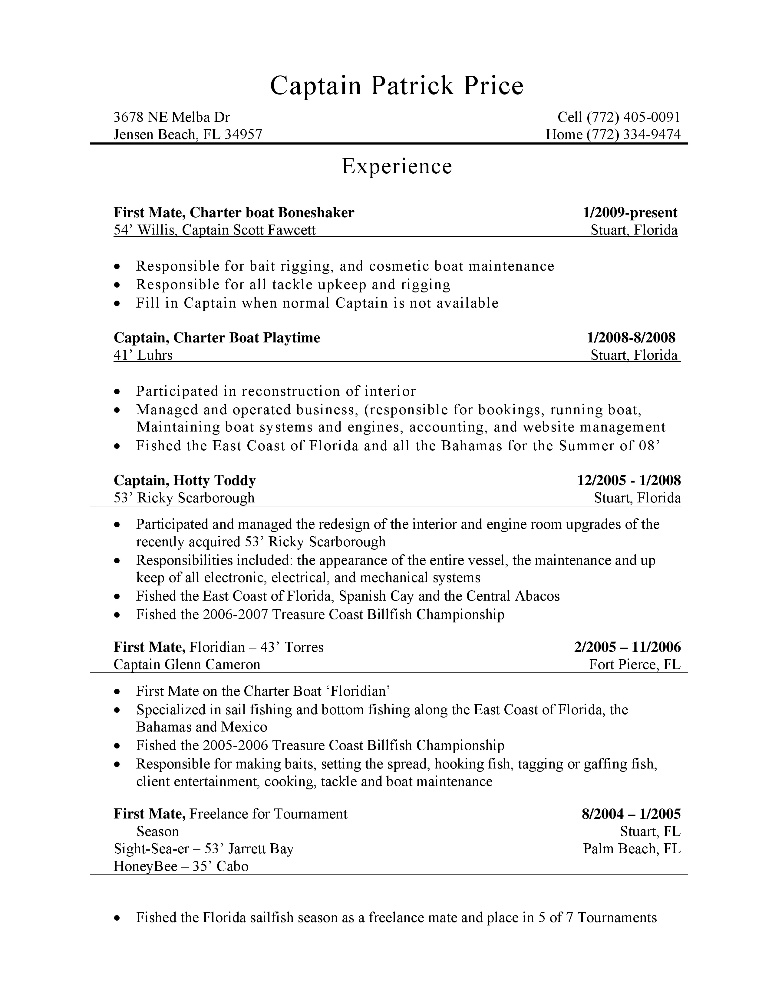 Captain Patrick Price
3678 NE Melba Dr Cell (772) 405-0091
Jensen Beach, FL 34957 Home (772) 334-9474
Experience
First Mate, Charter boat Boneshaker 1/2009-present
54’ Willis, Captain Scott Fawcett Stuart, Florida
• Responsible for bait rigging, and cosmetic boat maintenance
• Responsible for all tackle upkeep and rigging
• Fill in Captain when normal Captain is not available
Captain, Charter Boat Playtime 1/2008-8/2008
41’ Luhrs Stuart, Florida
• Participated in reconstruction of interior
• Managed and operated business, (responsible for bookings, running boat,
Maintaining boat systems and engines, accounting, and website management
• Fished the East Coast of Florida and all the Bahamas for the Summer of 08’
Captain, Hotty Toddy 12/2005 - 1/2008
53’ Ricky Scarborough Stuart, Florida
• Participated and managed the redesign of the interior and engine room upgrades of the
recently acquired 53’ Ricky Scarborough
• Responsibilities included: the appearance of the entire vessel, the maintenance and up
keep of all electronic, electrical, and mechanical systems
• Fished the East Coast of Florida, Spanish Cay and the Central Abacos
• Fished the 2006-2007 Treasure Coast Billfish Championship
First Mate, Floridian – 43’ Torres 2/2005 – 11/2006
Captain Glenn Cameron Fort Pierce, FL
• First Mate on the Charter Boat ‘Floridian’
• Specialized in sail fishing and bottom fishing along the East Coast of Florida, the
Bahamas and Mexico
• Fished the 2005-2006 Treasure Coast Billfish Championship
• Responsible for making baits, setting the spread, hooking fish, tagging or gaffing fish,
client entertainment, cooking, tackle and boat maintenance
First Mate, Freelance for Tournament 8/2004 – 1/2005
Season Stuart, FL
Sight-Sea-er – 53’ Jarrett Bay Palm Beach, FL
HoneyBee – 35’ Cabo
• Fished the Florida sailfish season as a freelance mate and place in 5 of 7 Tournaments